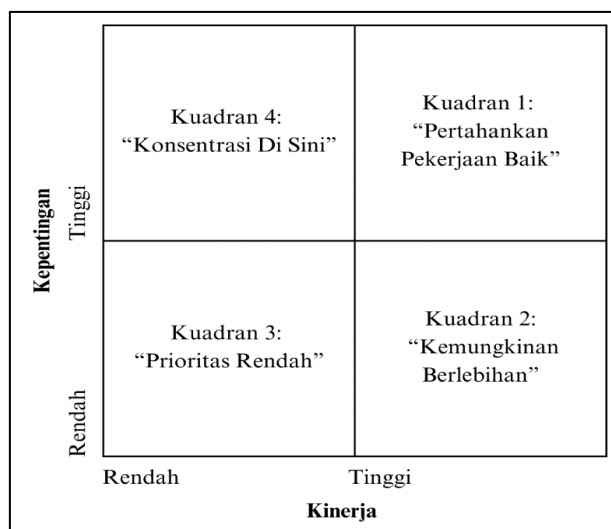 Kuadran 4:
“Konsentrasi Di Sini”
Kuadran 1:
“Pertahankan
Pekerjaan Baik”
Kuadran 3:
“Prioritas Rendah”
Kuadran 2:
“Kemungkinan
Berlebihan”
Kepentingan
Tinggi
Rendah
Rendah
Tinggi
Kinerja